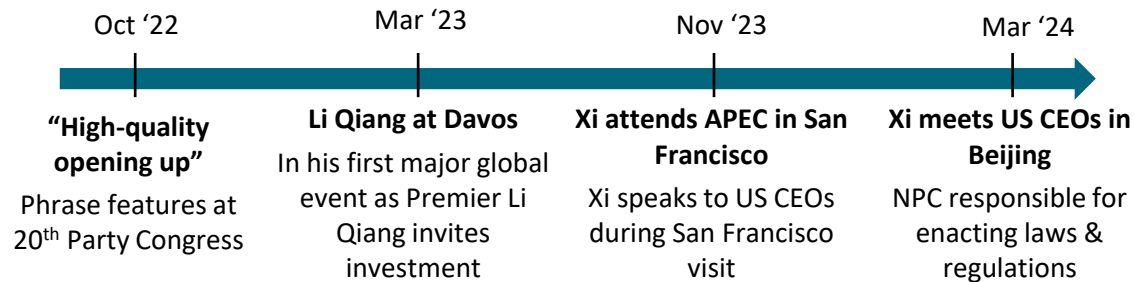 Oct ‘22
Mar ‘23
Nov ‘23
Mar ‘24
“High-quality
opening up”
Phrase features at
20th Party Congress
Li Qiang at Davos
In his first major global
event as Premier Li
Qiang invites
investment
Xi attends APEC in San
Francisco
Xi speaks to US CEOs
during San Francisco
visit
Xi meets US CEOs in
Beijing
NPC responsible for
enacting laws &
regulations